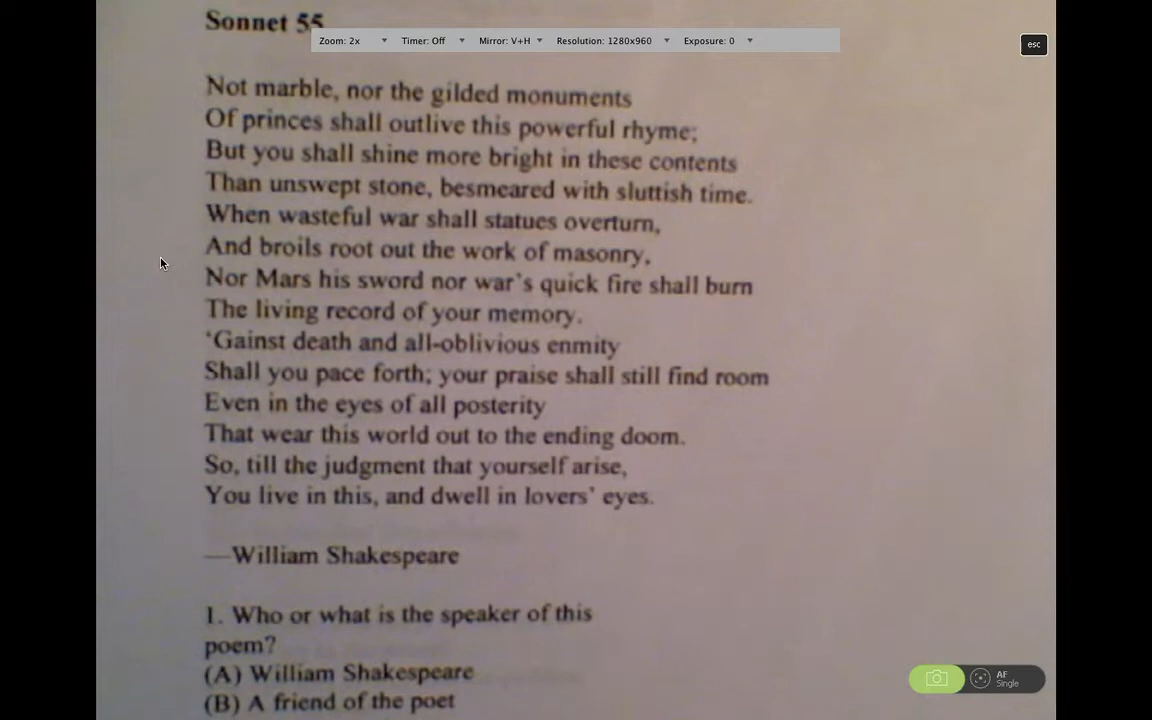 Sonnet 55
Zoom: 2x Timer: Off Mirror: V+H Resolution: 1280x960 Exposure: 0
esc
Not marble, nor the gilded monuments
Of princes shall outlive this powerful rhyme;
But you shall shine more bright in these contents
Than unswept stone, besmeared with sluttish time.
When wasteful war shall statues overturn,
And broils root out the work of masonry,
Nor Mars his sword nor war's quick fire shall burn
The living record of your memory.
'Gainst death and all-oblivious enmity
Shall you pace forth; your praise shall still find room
Even in the eyes of all posterity
That wear this world out to the ending doom.
So, till the judgment that yourself arise,
You live in this, and dwell in lovers' eyes.
—William Shakespeare
1. Who or what is the speaker of this
poem?
(A) William Shakespeare
(B) A friend of the poet
AF
Single